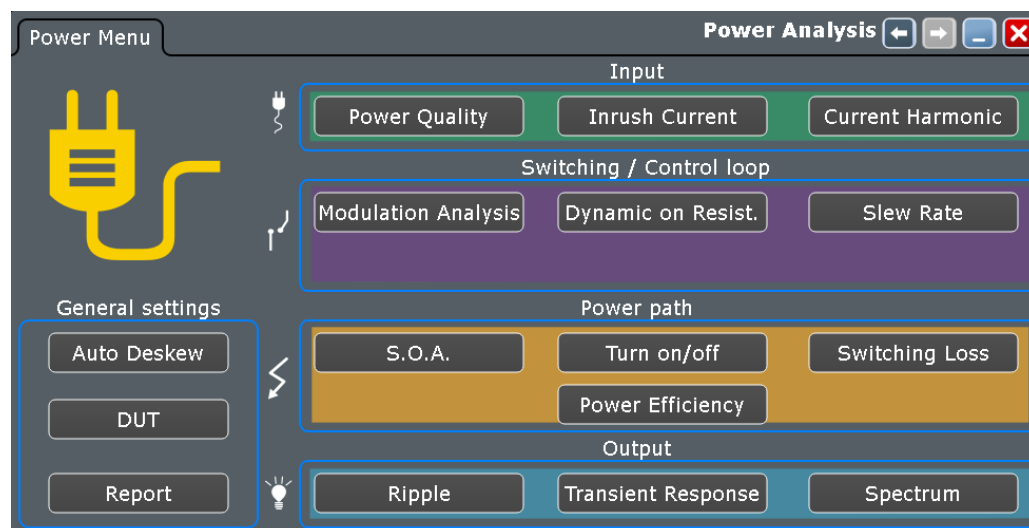 Power Menu
Power Analysis
Input
Power Quality
Inrush Current
Current Harmonic
Switching / Control loop
Modulation Analysis
Dynamic on Resist.
Slew Rate
General settings
Auto Deskew
DUT
Report
Power path
S.O.A.
Turn on/off
Switching Loss
Power Efficiency
Output
Ripple
Transient Response
Spectrum